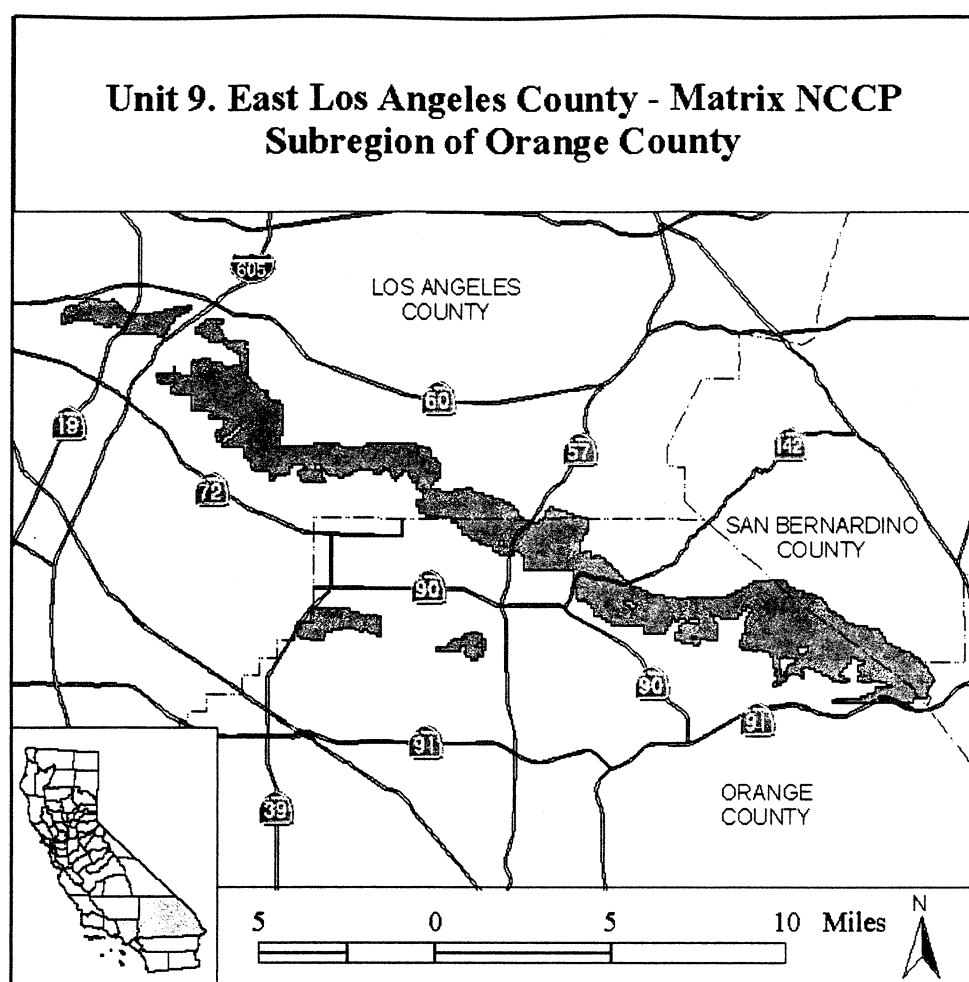 Unit 9. East Los Angeles County - Matrix NCCP
Subregion of Orange County
605
LOS ANGELES
COUNTY
60
19
57
142
72
SAN BERNARDINO
COUNTY
90
90
91
91
39
ORANGE
COUNTY
N
5 0 5 10 Miles